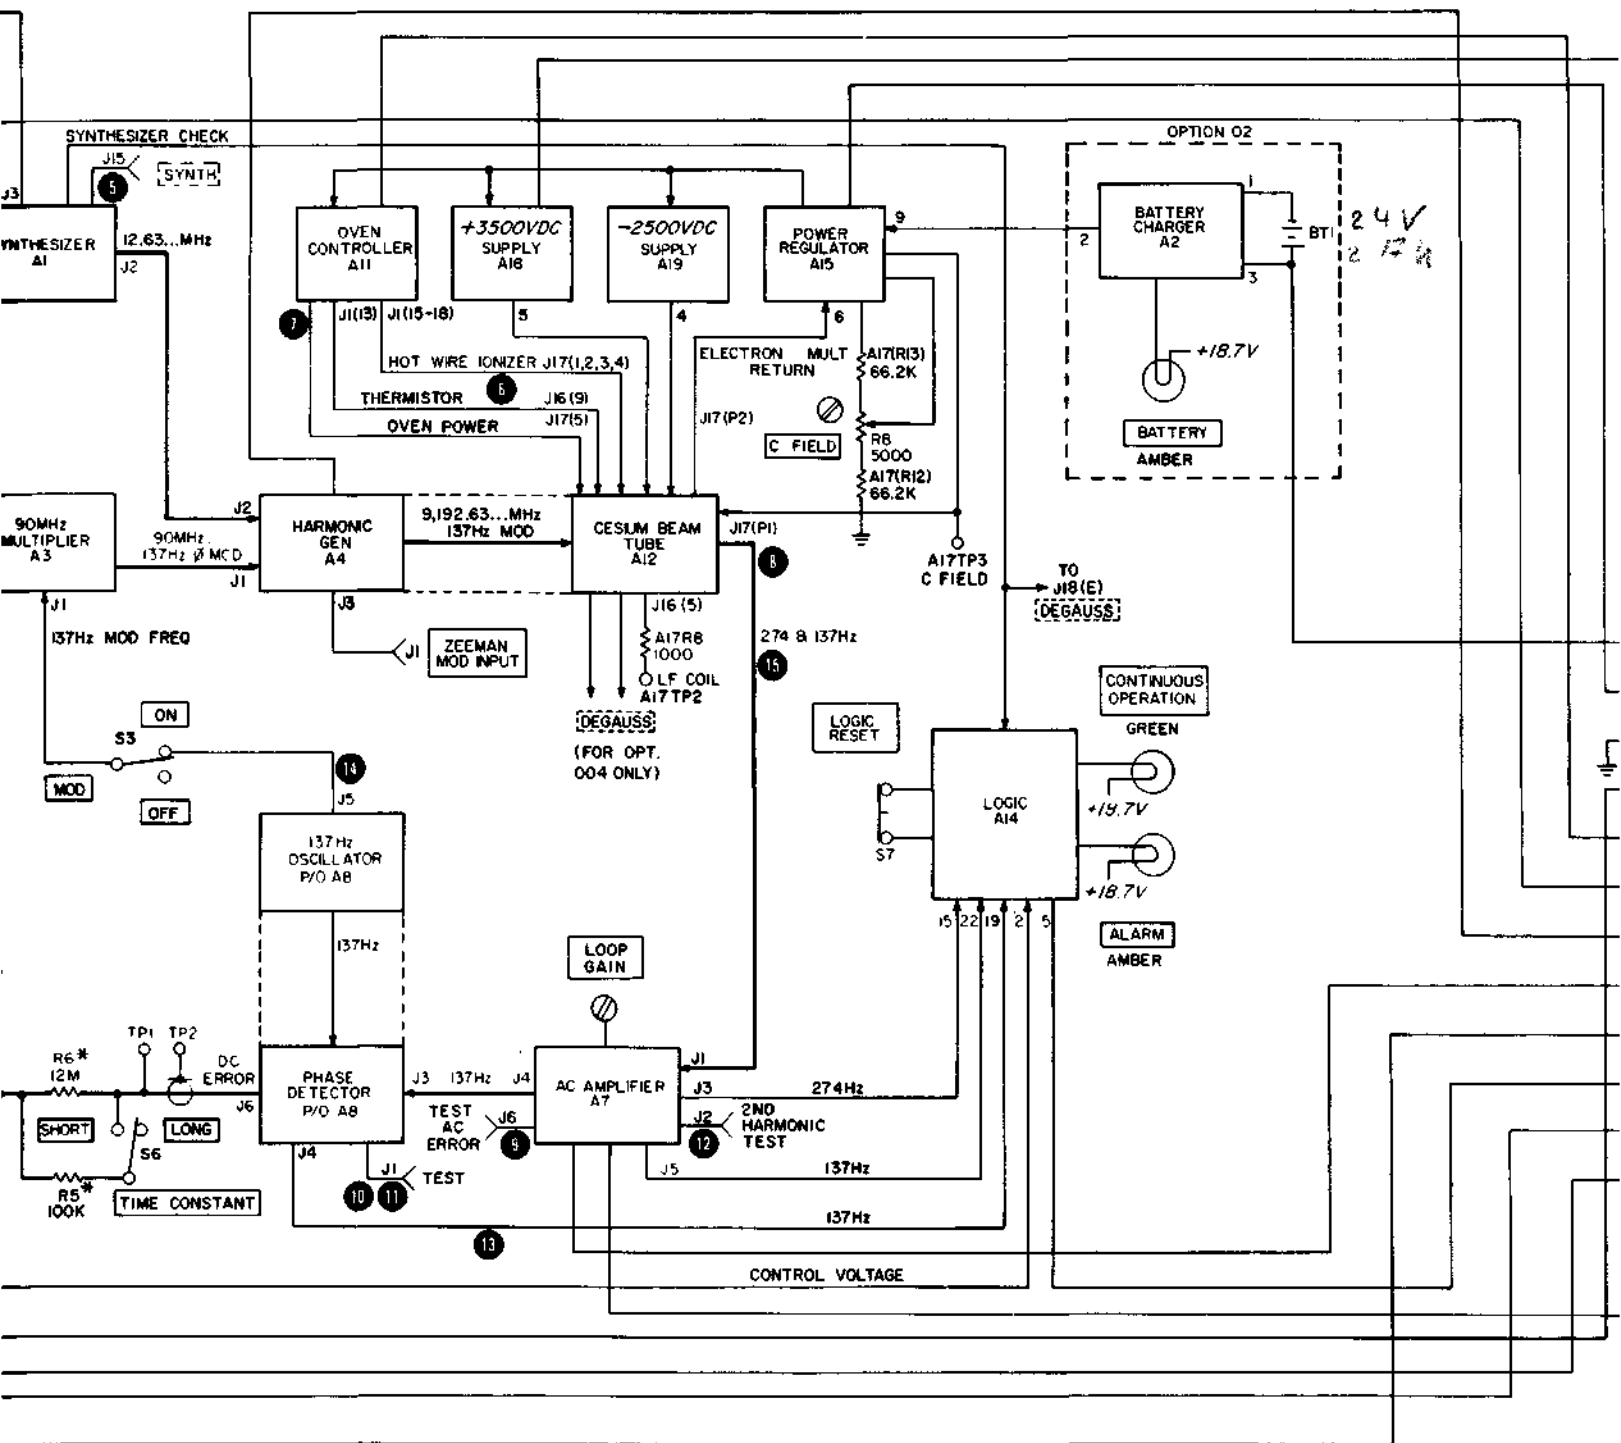 SYNTHESIZER CHECK
OPTION 02
J15
5
SYNTH
J3
YNTHESIZER
A1
12.63...MHz
J2
OVEN
CONTROLLER
A11
+3500VDC
SUPPLY
A18
-2500VDC
SUPPLY
A19
POWER
REGULATOR
A15
9
2
BATTERY
CHARGER
A2
1
BT1
3
24V
7
J1(13)
J1(15-18)
5
4
6
HOT WIRE IONIZER J17(1,2,3,4)
6
ELECTRON MULT
RETURN
A17(R13)
66.2K
+18.7V
THERMISTOR
J16(9)
J17(5)
OVEN POWER
J17(P2)
C FIELD
R8
5000
A17(R12)
66.2K
BATTERY
AMBER
90MHz
MULTIPLIER
A3
90MHz
137Hz Ø MOD
J2
J1
HARMONIC
GEN
A4
9,192.63...MHz
137Hz MOD
CESUM BEAM
TUBE
A12
J17(P1)
8
A17TP3
C FIELD
TO
J18(E)
DEGAUSS
J1
137Hz MOD FREQ
J3
J1
ZEEMAN
MOD INPUT
J16(5)
A17R8
1000
LF COIL
A17TP2
274 & 137Hz
15
DEGAUSS
(FOR OPT.
004 ONLY)
CONTINUOUS
OPERATION
GREEN
ON
S3
MOD
OFF
14
J5
LOGIC
RESET
LOGIC
A14
S7
+18.7V
+18.7V
137Hz
OSCILLATOR
P/O A8
15 22 19 2 5
ALARM
AMBER
137Hz
LOOP
GAIN
TP1 TP2
R6*
12M
DC
ERROR
J6
PHASE
DETECTOR
P/O A8
J3 137Hz J4
AC AMPLIFIER
A7
J1
J3
274Hz
SHORT
LONG
S6
TEST
AC
ERROR
J6
9
J2
12
2ND
HARMONIC
TEST
R5*
100K
TIME CONSTANT
J4
J1
TEST
10
11
J5
137Hz
137Hz
13
CONTROL VOLTAGE